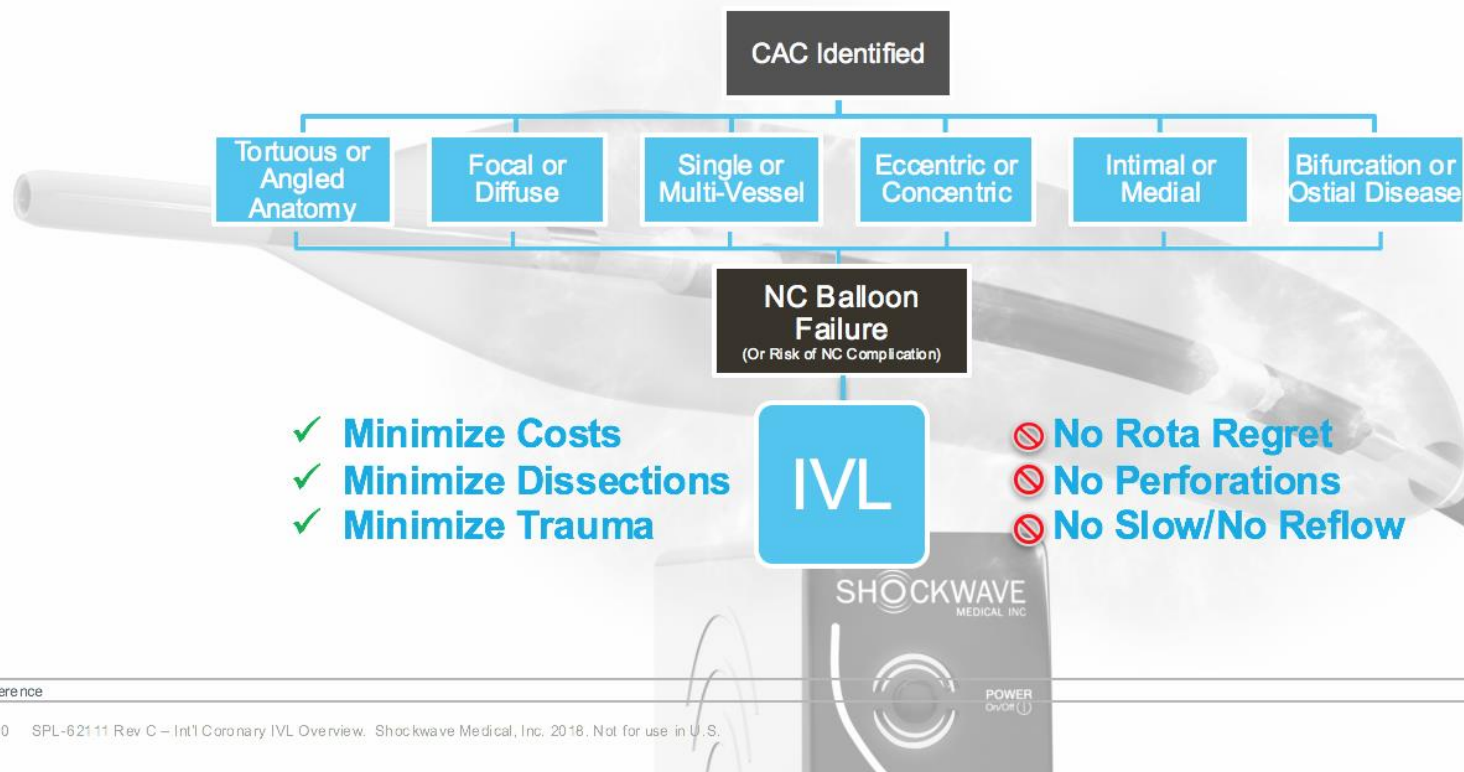 CAC Identified
Tortuous or
Angled
Anatomy
Focal or
Diffuse
Single or
Multi-Vessel
Eccentric or
Concentric
Intimal or
Medial
Bifurcation or
Ostial Disease
NC Balloon
Failure
(Or Risk of NC Complication)
✓ Minimize Costs
✓ Minimize Dissections
✓ Minimize Trauma
IVL
No Rota Regret
No Perforations
No Slow/No Reflow
SHOCKWAVE
MEDICAL INC
POWER
On/Off
0 SPL-62111 Rev C – Int'l Coronary IVL Overview. Shockwave Medical, Inc. 2018. Not for use in U.S.